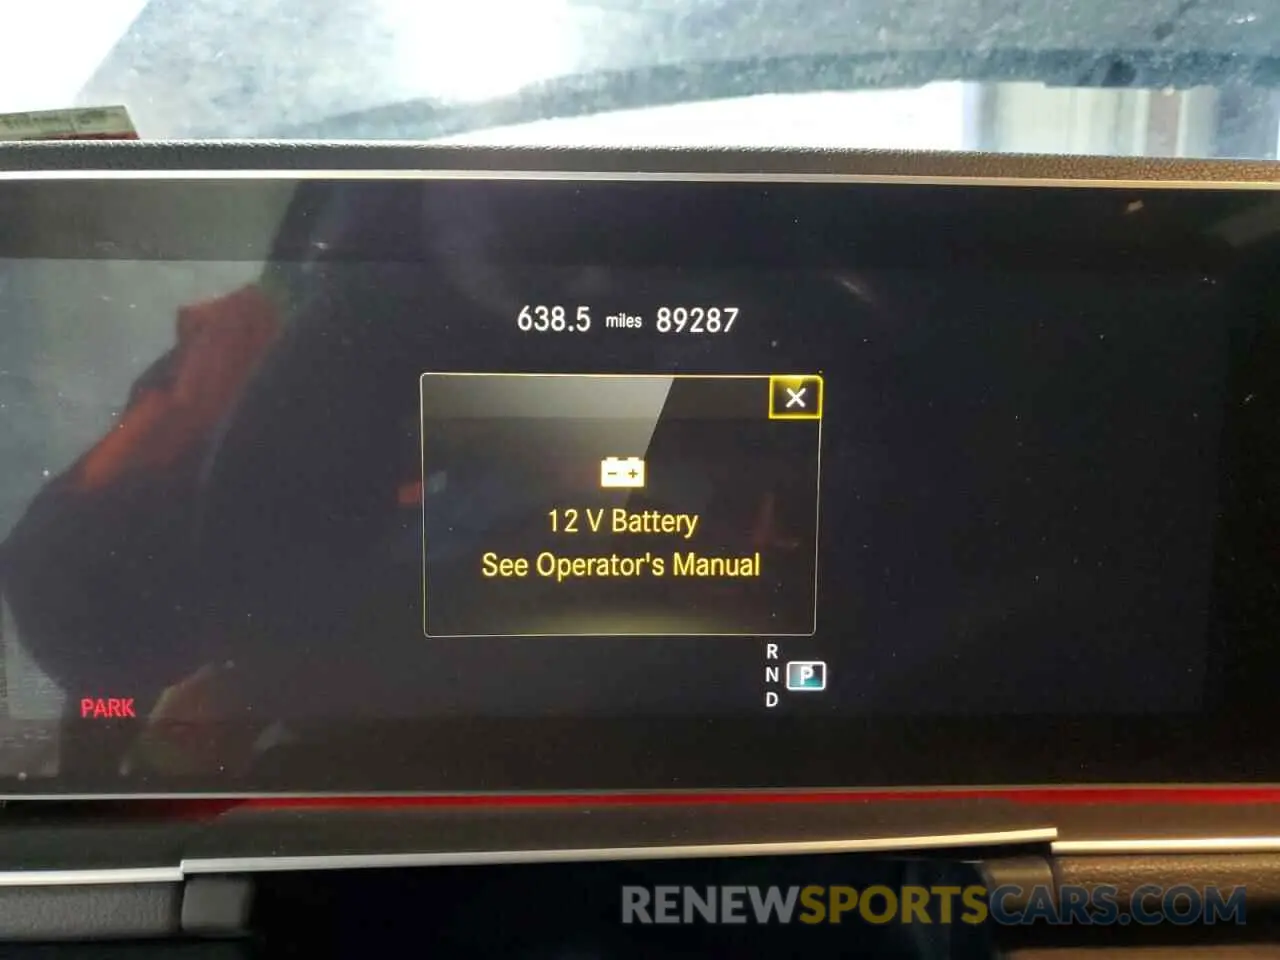 638.5 miles 89287
12 V Battery
See Operator's Manual
R
N P
D
PARK
RENEWSPORTSCARS.COM